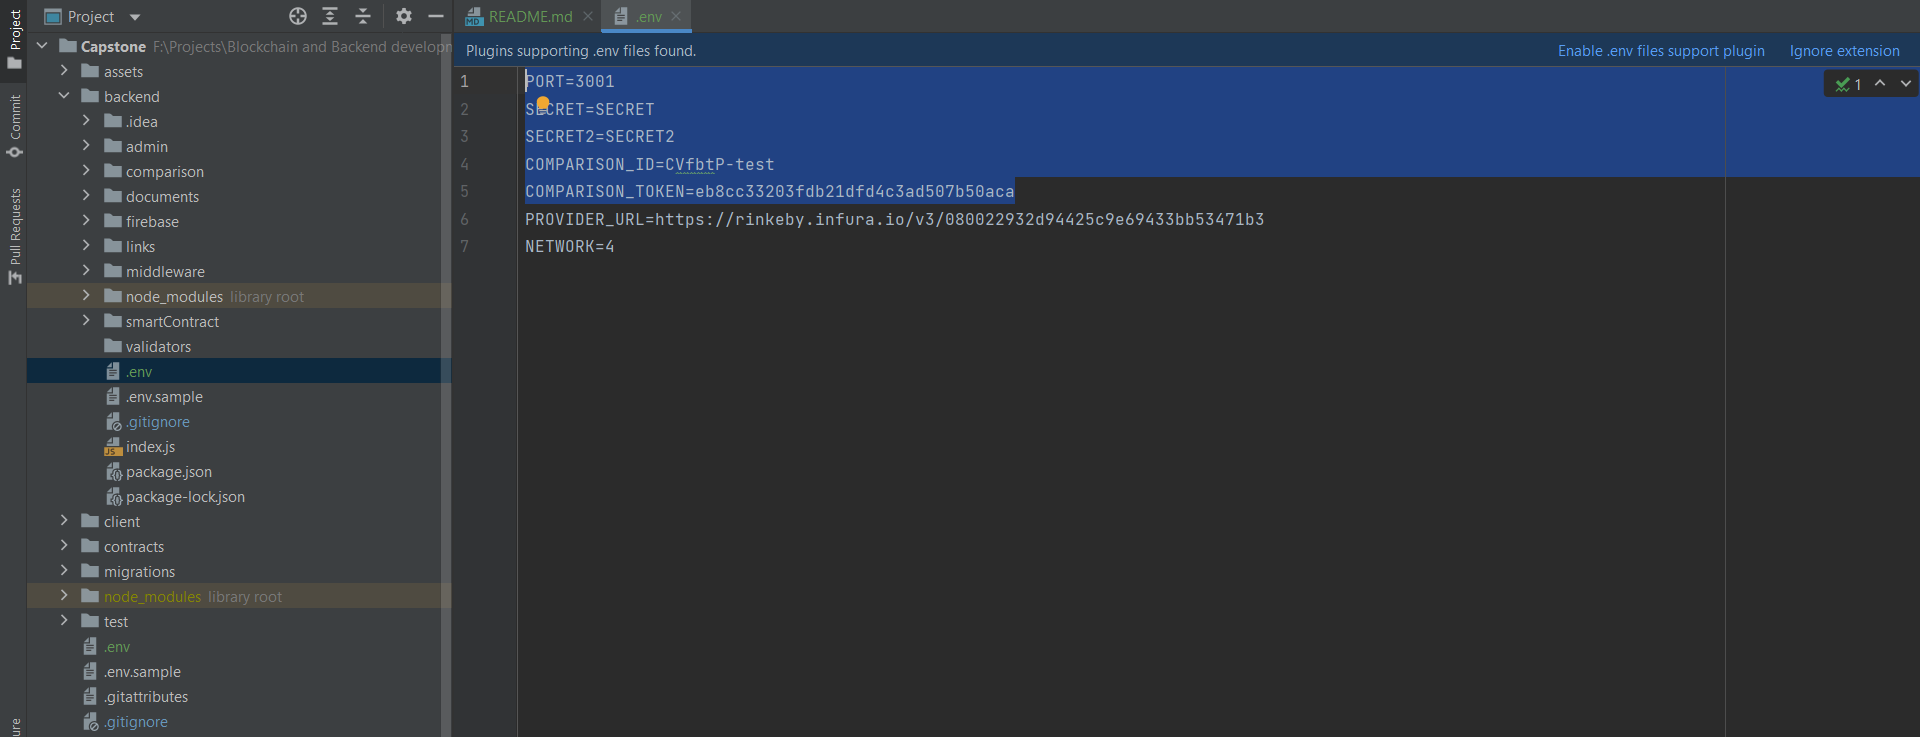 Project
README.md
.env
Project
Commit
Pull Requests
Capstone F:\Projects\Blockchain and Backend developn
assets
backend
.idea
admin
comparison
documents
firebase
links
middleware
node_modules library root
smartContract
validators
.env
.env.sample
.gitignore
index.js
package.json
package-lock.json
client
contracts
migrations
node_modules library root
test
.env
.env.sample
.gitattributes
.gitignore
Plugins supporting .env files found.
Enable .env files support plugin
Ignore extension
1 PORT=3001
2 SECRET=SECRET
3 SECRET2=SECRET2
4 COMPARISON_ID=CVfbtP-test
5 COMPARISON_TOKEN=eb8cc33203fdb21dfd4c3ad507b50aca
6 PROVIDER_URL=https://rinkeby.infura.io/v3/080022932d94425c9e69433bb53471b3
7 NETWORK=4
1